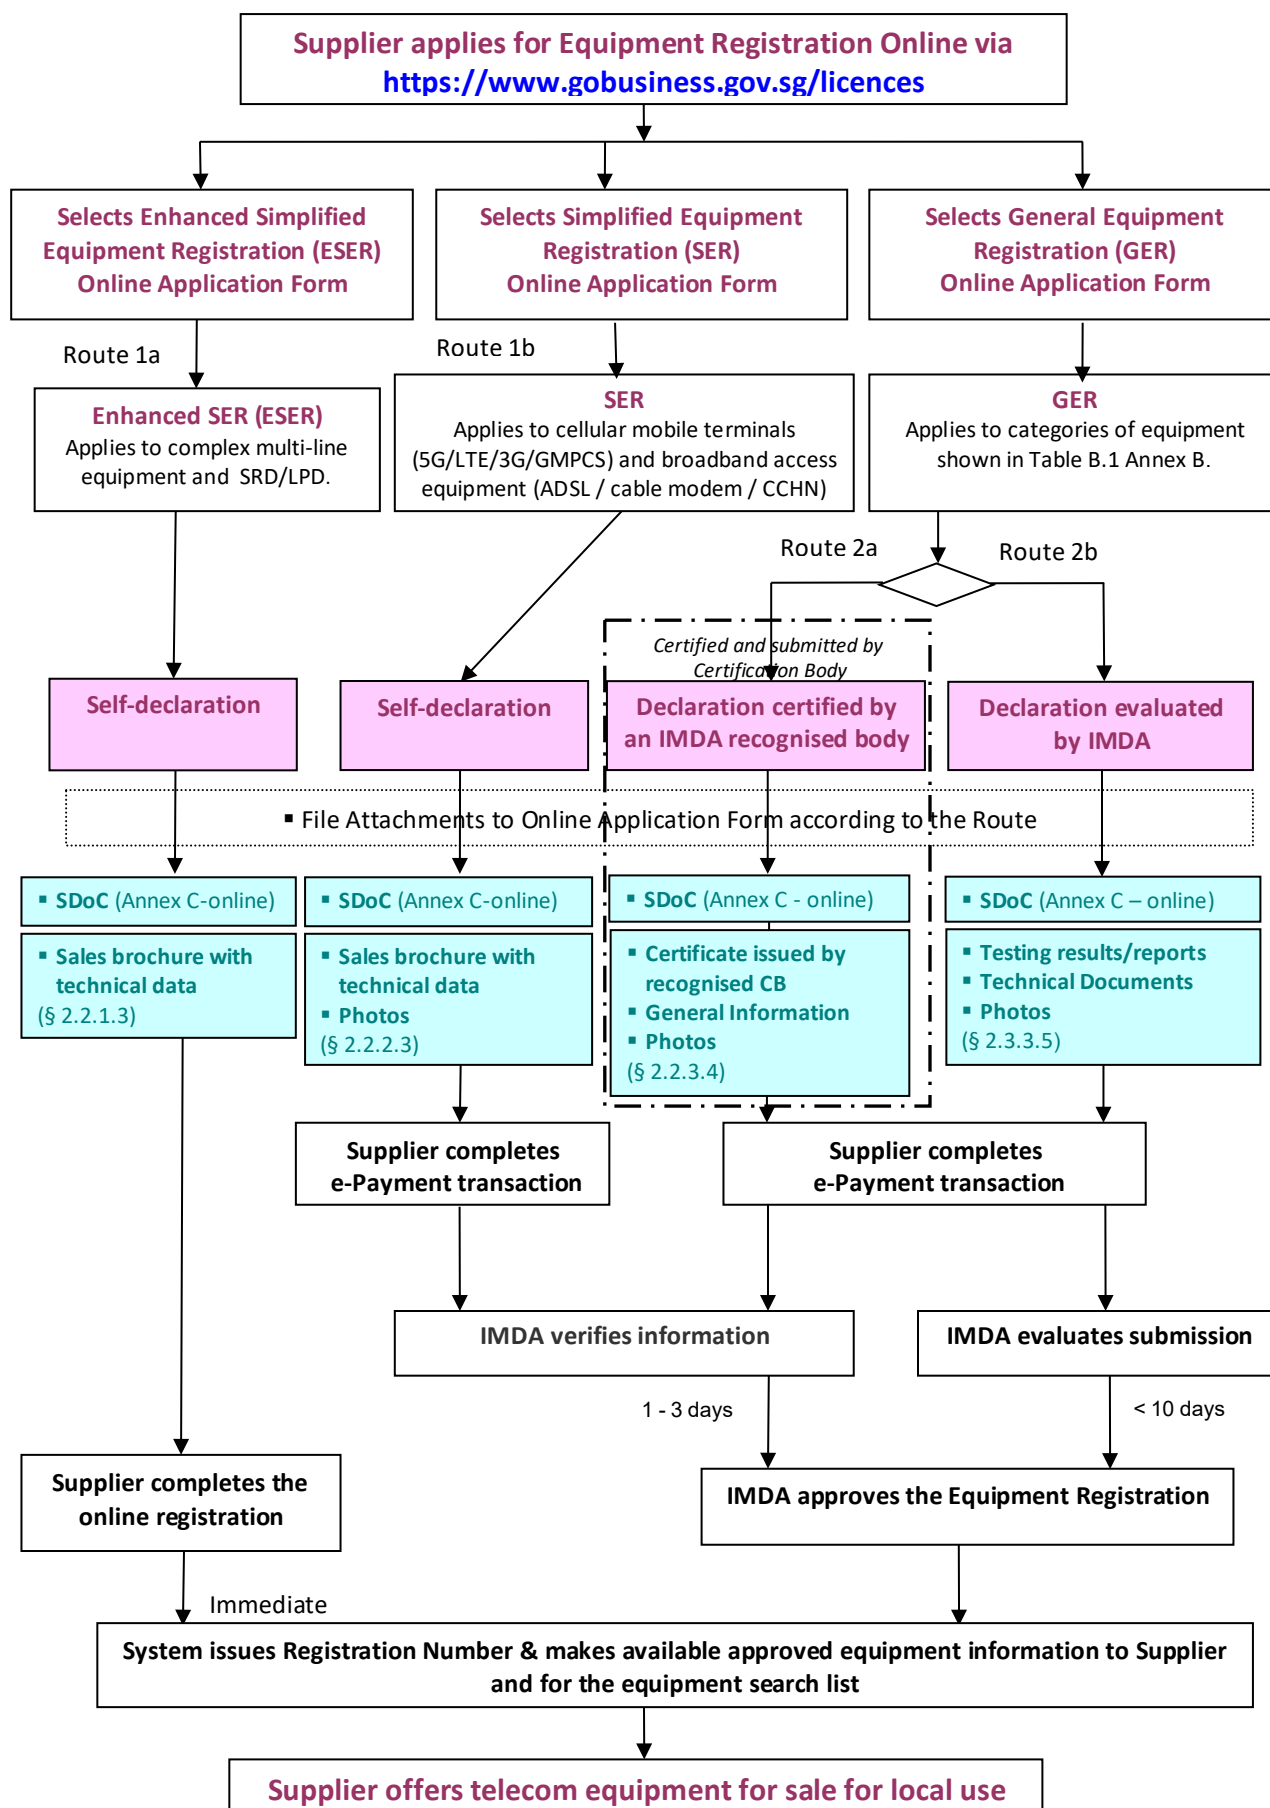 Supplier applies for Equipment Registration Online via
https://www.gobusiness.gov.sg/licences
Selects Enhanced Simplified
Equipment Registration (ESER)
Online Application Form
Selects Simplified Equipment
Registration (SER)
Online Application Form
Selects General Equipment
Registration (GER)
Online Application Form
Route 1a
Route 1b
Enhanced SER (ESER)
Applies to complex multi-line
equipment and SRD/LPD.
SER
Applies to cellular mobile terminals
(5G/LTE/3G/GMPCS) and broadband access
equipment (ADSL / cable modem / CCHN)
GER
Applies to categories of equipment
shown in Table B.1 Annex B.
Route 2a
Route 2b
Certified and submitted by
Certification Body
Self-declaration
Self-declaration
Declaration certified by
an IMDA recognised body
Declaration evaluated
by IMDA
▪ File Attachments to Online Application Form according to the Route
▪ SDoC (Annex C-online)
▪ Sales brochure with
technical data
(§ 2.2.1.3)
▪ SDoC (Annex C-online)
▪ Sales brochure with
technical data
▪ Photos
(§ 2.2.2.3)
▪ SDoC (Annex C - online)
▪ Certificate issued by
recognised CB
▪ General Information
▪ Photos
(§ 2.2.3.4)
▪ SDoC (Annex C – online)
▪ Testing results/reports
▪ Technical Documents
▪ Photos
(§ 2.3.3.5)
Supplier completes
e-Payment transaction
Supplier completes
e-Payment transaction
IMDA verifies information
IMDA evaluates submission
1 - 3 days
< 10 days
Supplier completes the
online registration
IMDA approves the Equipment Registration
Immediate
System issues Registration Number & makes available approved equipment information to Supplier
and for the equipment search list
Supplier offers telecom equipment for sale for local use